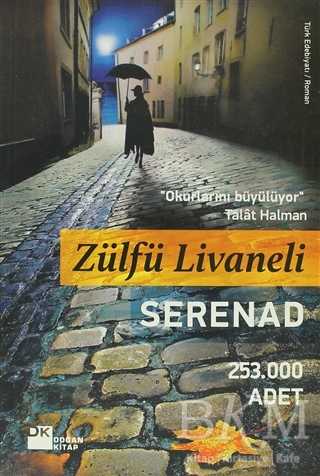 Türk Edebiyatı / Roman
"Okurlarını büyülüyor"
Talât Halman
Zülfü Livaneli
SERENAD
253.000
ADET
DK
DOĞAN
KİTAP
BKM
Kitap | Kırtasiye | Kafe